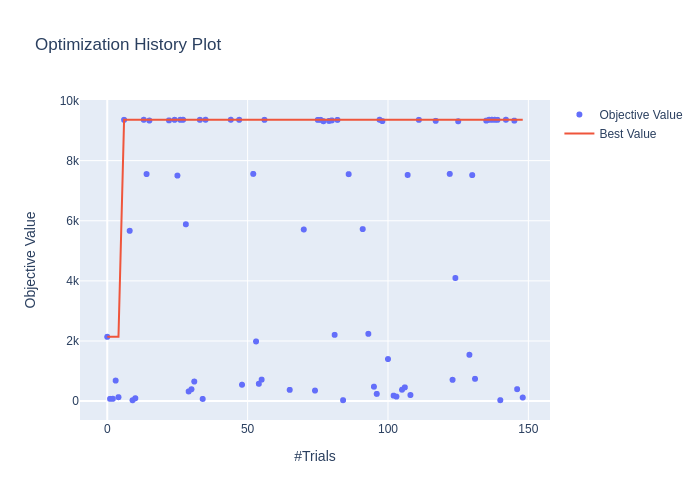 Optimization History Plot
Objective Value
Best Value
10k
8k
6k
4k
2k
0
Objective Value
0
50
100
150
#Trials